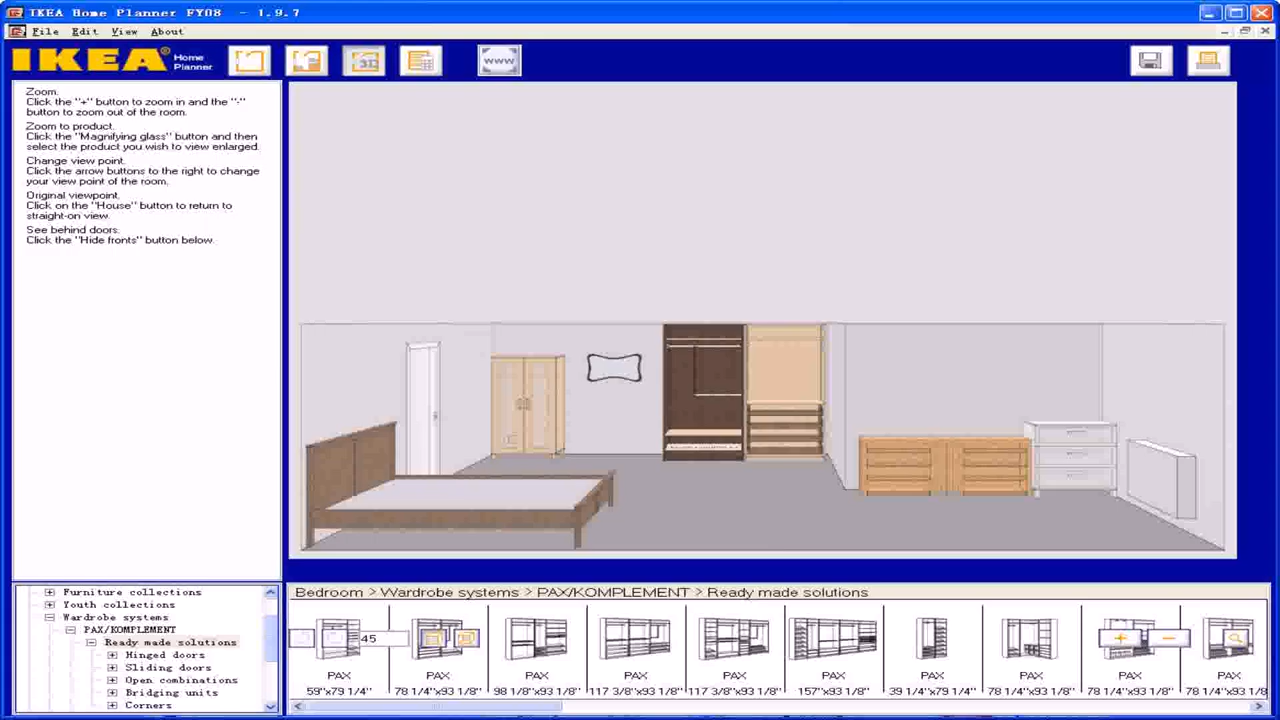 IKEA Home Planner FY08 - 1.9.7
File Edit View About
IKEA® Home Planner
3D
www
Zoom.
Click the "+" button to zoom in and the "-"
button to zoom out of the room.
Zoom to product.
Click the "Magnifying glass" button and then
select the product you wish to view enlarged.
Change view point.
Click the arrow buttons to the right to change
your view point of the room.
Original viewpoint.
Click on the "House" button to return to
straight-on view.
See behind doors.
Click the "Hide fronts" button below.
Furniture collections
Youth collections
Wardrobe systems
PAX/KOMPLEMENT
Ready made solutions
Hinged doors
Sliding doors
Open combinations
Bridging units
Corners
Bedroom > Wardrobe systems > PAX/KOMPLEMENT > Ready made solutions
45
PAX PAX PAX PAX PAX PAX PAX PAX PAX PAX
59"x79 1/4" 78 1/4"x93 1/8" 98 1/8"x93 1/8" 117 3/8"x93 1/8" 117 3/8"x93 1/8" 157"x93 1/8" 39 1/4"x79 1/4" 78 1/4"x93 1/8" 78 1/4"x93 1/8" 78 1/4"x93 1/8"